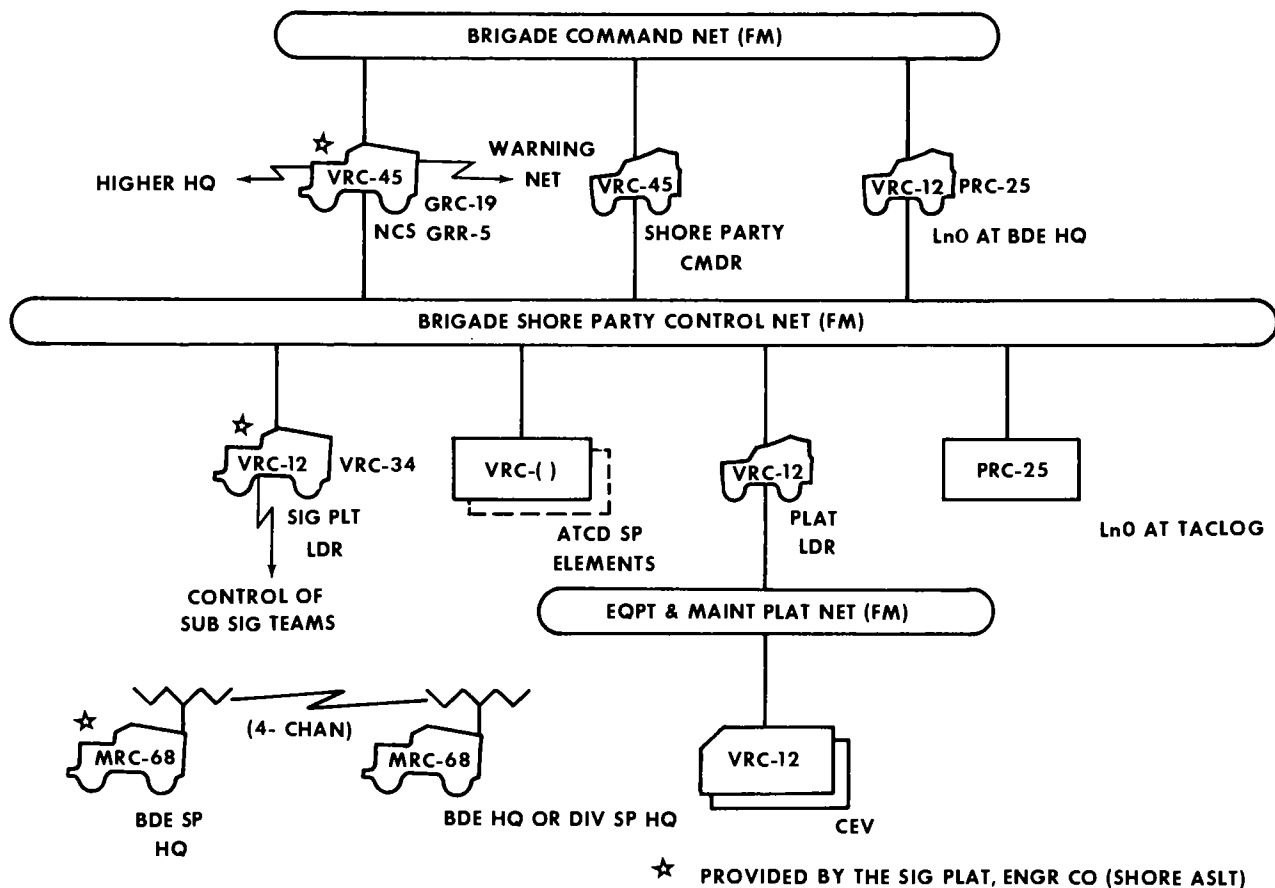 BRIGADE COMMAND NET (FM)
HIGHER HQ
VRC-45
WARNING
NET
GRC-19
NCS GRR-5
VRC-45
SHORE PARTY
CMDR
VRC-12
PRC-25
LnO AT BDE HQ
BRIGADE SHORE PARTY CONTROL NET (FM)
VRC-12
VRC-34
SIG PLT
LDR
CONTROL OF
SUB SIG TEAMS
VRC-( )
ATCD SP
ELEMENTS
VRC-12
PLAT
LDR
PRC-25
LnO AT TACLOG
EQPT & MAINT PLAT NET (FM)
(4- CHAN)
MRC-68
BDE SP
HQ
MRC-68
BDE HQ OR DIV SP HQ
VRC-12
CEV
PROVIDED BY THE SIG PLAT, ENGR CO (SHORE ASLT)